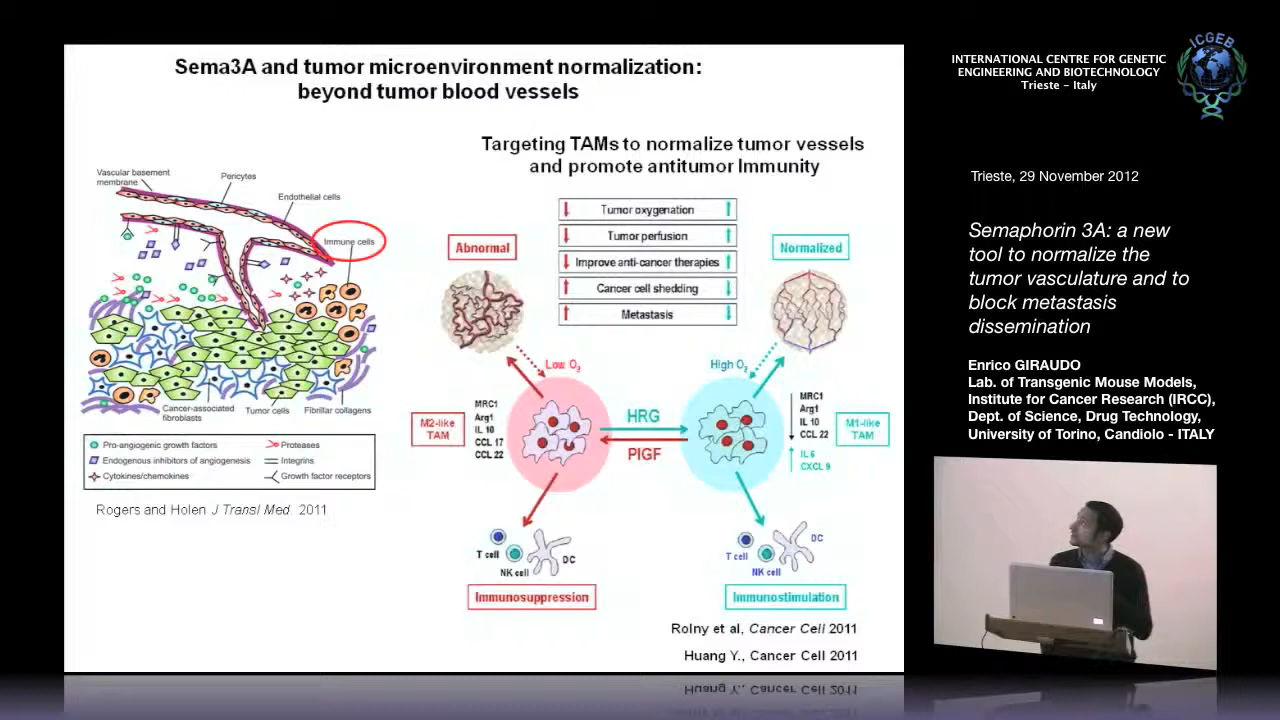 Sema3A and tumor microenvironment normalization:
beyond tumor blood vessels
Vascular basement
membrane
Pericytes
Endothelial cells
Immune cells
Cancer-associated
fibroblasts
Tumor cells
Fibrillar collagens
Pro-angiogenic growth factors
Proteases
Endogenous inhibitors of angiogenesis
Integrins
Cytokines/chemokines
Growth factor receptors
Rogers and Holen J Transl Med. 2011
Targeting TAMs to normalize tumor vessels
and promote antitumor Immunity
Tumor oxygenation
Tumor perfusion
Improve anti-cancer therapies
Cancer cell shedding
Metastasis
Abnormal
Normalized
Low O2
High O2
M2-like
TAM
MRC1
Arg1
IL 10
CCL 17
CCL 22
HRG
PlGF
MRC1
Arg1
IL 10
CCL 22
IL 6
CXCL 9
M1-like
TAM
T cell
NK cell
DC
T cell
NK cell
DC
Immunosuppression
Immunostimulation
Rolny et al, Cancer Cell 2011
Huang Y., Cancer Cell 2011
Huang Y., Cancer Cell 2011
INTERNATIONAL CENTRE FOR GENETIC
ENGINEERING AND BIOTECHNOLOGY
Trieste - Italy
ICGEB
Trieste, 29 November 2012
Semaphorin 3A: a new
tool to normalize the
tumor vasculature and to
block metastasis
dissemination
Enrico GIRAUDO
Lab. of Transgenic Mouse Models,
Institute for Cancer Research (IRCC),
Dept. of Science, Drug Technology,
University of Torino, Candiolo - ITALY